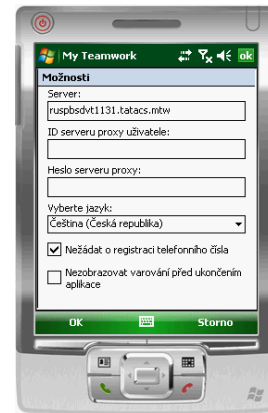 My Teamwork
ok
Možnosti
Server:
ruspbsdvt1131.tatacs.mtw
ID serveru proxy uživatele:
Heslo serveru proxy:
Vyberte jazyk:
Čeština (Česká republika)
Nežádat o registraci telefonního čísla
Nezobrazovat varování před ukončením
aplikace
OK
Storno